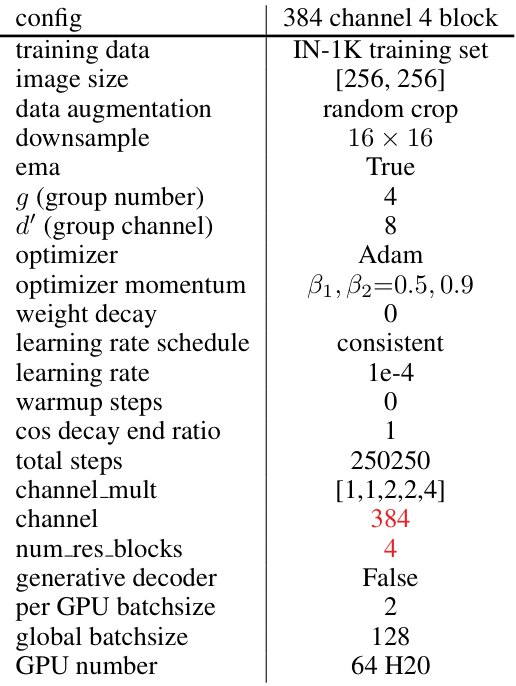 config 384 channel 4 block
training data IN-1K training set
image size [256, 256]
data augmentation random crop
downsample 16 × 16
ema True
g (group number) 4
d′ (group channel) 8
optimizer Adam
optimizer momentum β₁, β₂=0.5, 0.9
weight decay 0
learning rate schedule consistent
learning rate 1e-4
warmup steps 0
cos decay end ratio 1
total steps 250250
channel_mult [1,1,2,2,4]
channel 384
num_res_blocks 4
generative decoder False
per GPU batchsize 2
global batchsize 128
GPU number 64 H20